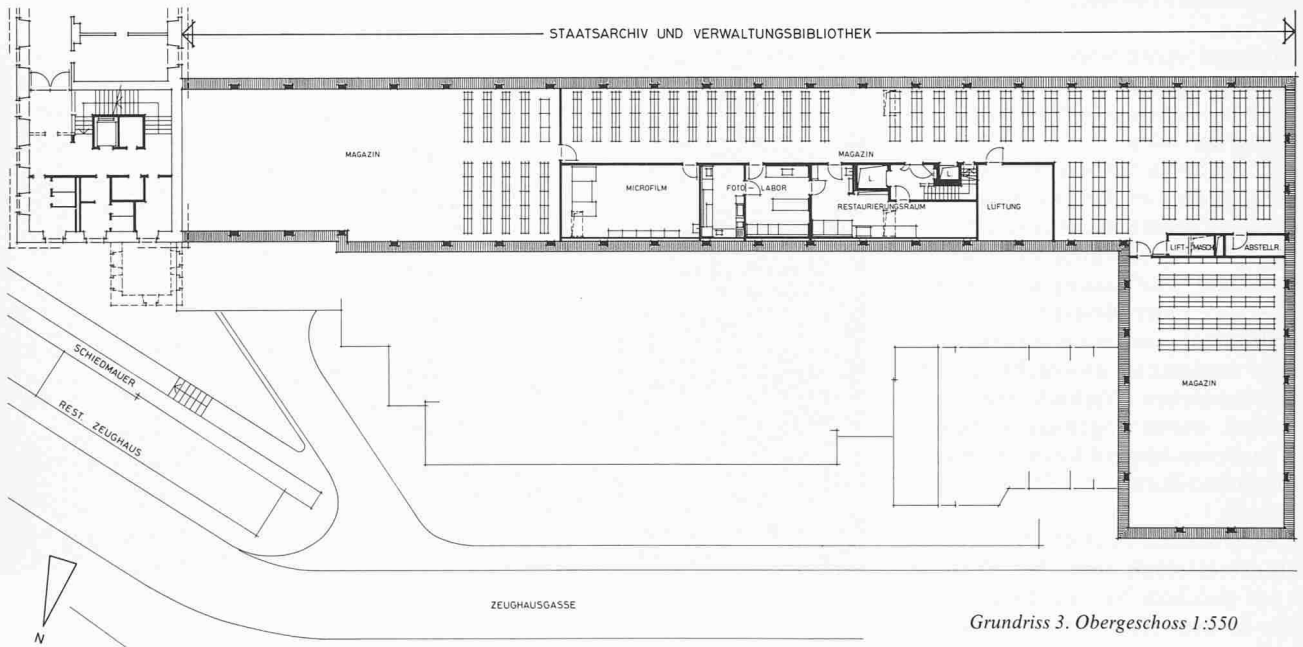 STAATSARCHIV UND VERWALTUNGSBIBLIOTHEK
MAGAZIN
MAGAZIN
MICROFILM
FOTO - LABOR
L.
L.
RESTAURIERUNGSRAUM
LÜFTUNG
LIFT-MASCH.
ABSTELLR.
MAGAZIN
SCHIEDMAUER
REST. ZEUGHAUS
ZEUGHAUSGASSE
N
Grundriss 3. Obergeschoss 1:550